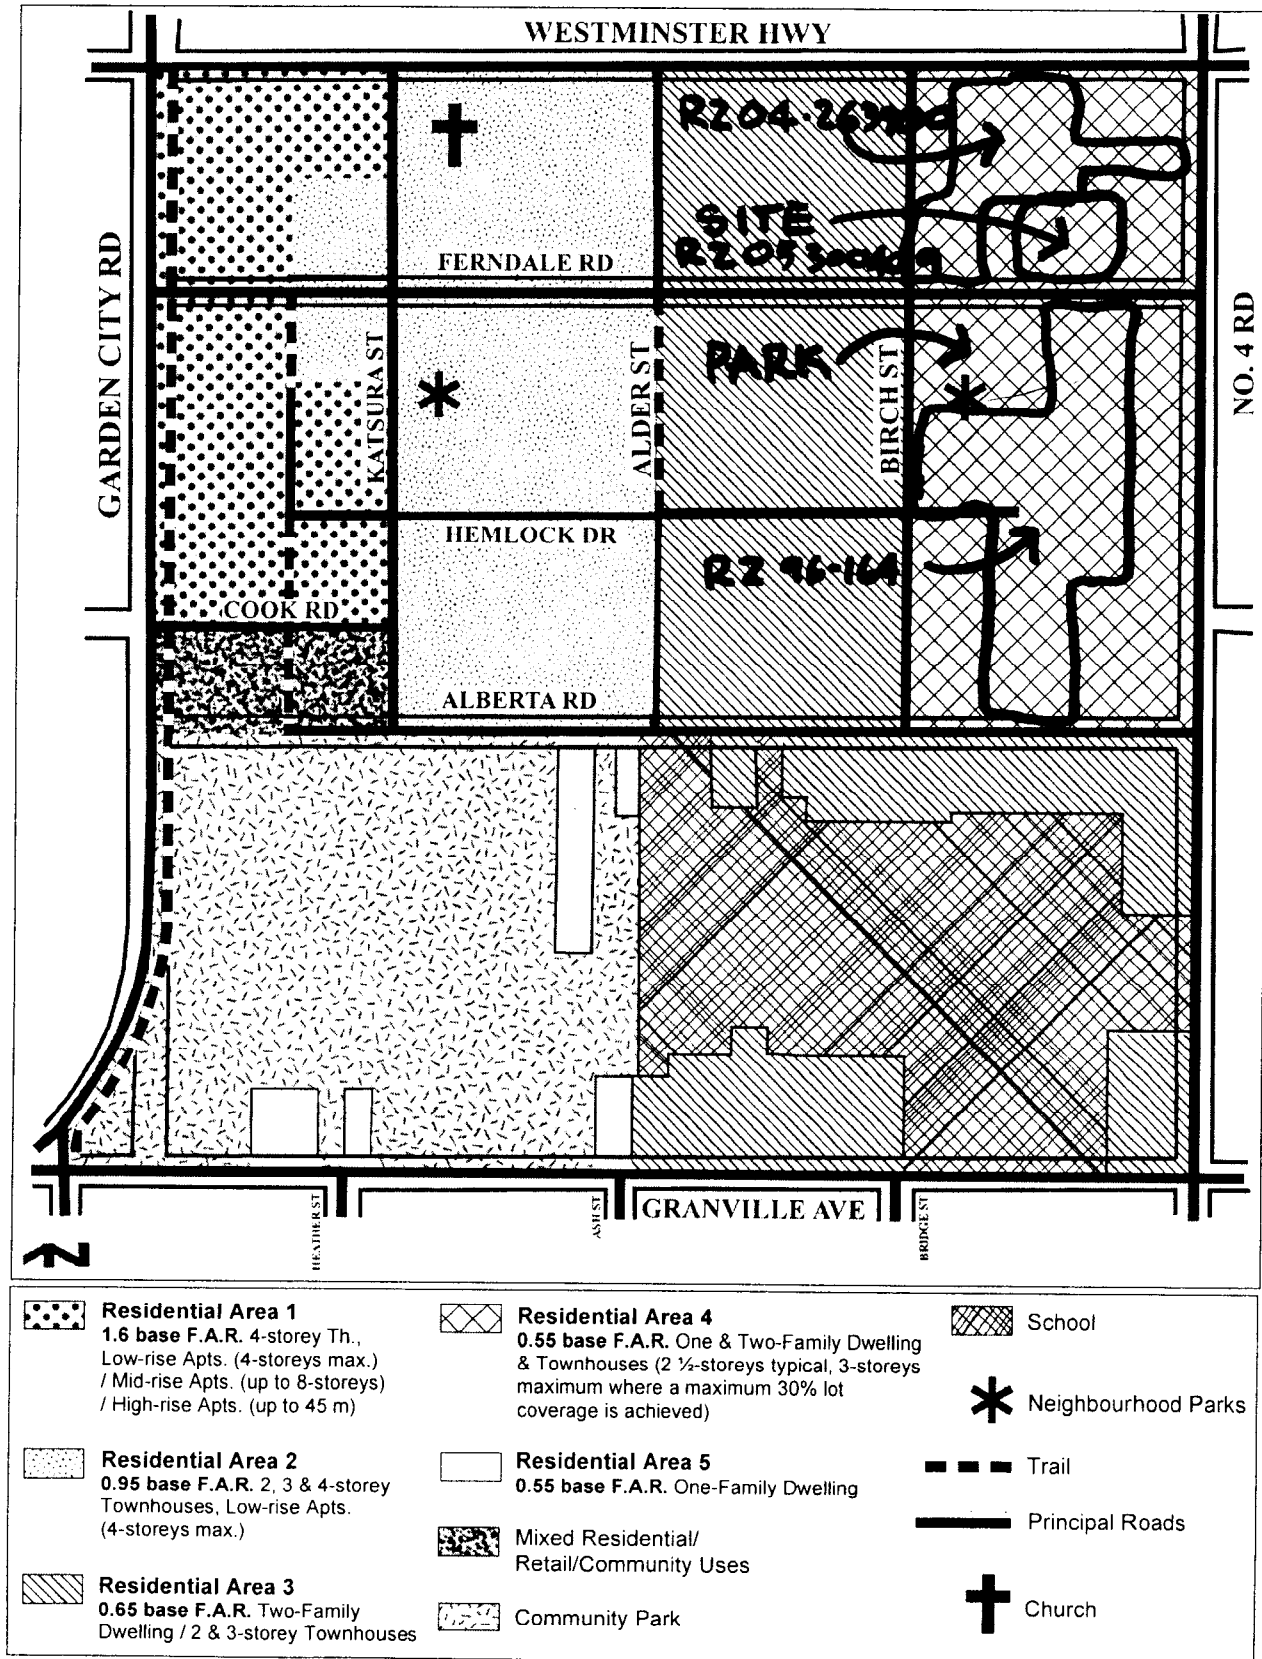 WESTMINSTER HWY
RZ04-263
SITE
FERNDALE RD
GARDEN CITY RD
KATSURA ST
ALDER ST
BIRCH ST
NO. 4 RD
PARK
HEMLOCK DR
RZ 96-164
COOK RD
ALBERTA RD
HEATHER ST
ASH ST
GRANVILLE AVE
BRIDGE ST
N
Residential Area 1
1.6 base F.A.R. 4-storey Th.,
Low-rise Apts. (4-storeys max.)
/ Mid-rise Apts. (up to 8-storeys)
/ High-rise Apts. (up to 45 m)
Residential Area 2
0.95 base F.A.R. 2, 3 & 4-storey
Townhouses, Low-rise Apts.
(4-storeys max.)
Residential Area 3
0.65 base F.A.R. Two-Family
Dwelling / 2 & 3-storey Townhouses
Residential Area 4
0.55 base F.A.R. One & Two-Family Dwelling
& Townhouses (2 ½-storeys typical, 3-storeys
maximum where a maximum 30% lot
coverage is achieved)
Residential Area 5
0.55 base F.A.R. One-Family Dwelling
Mixed Residential/
Retail/Community Uses
Community Park
School
Neighbourhood Parks
Trail
Principal Roads
Church